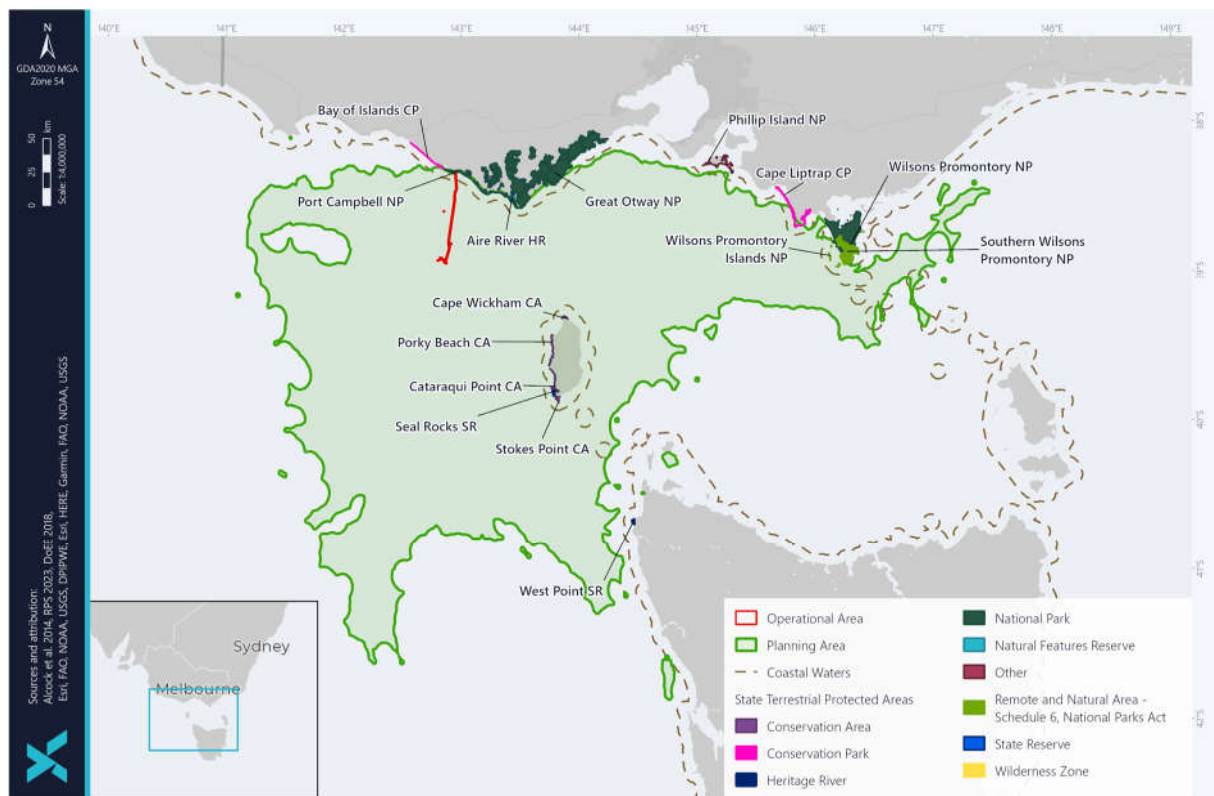 N
GDA2020 MGA
Zone 54
0 25 50
km
Scale: 1:4,000,000
Sources and attribution:
Alcock et al. 2014, RPS 2023, DoEE 2018,
Esri, FAO, NOAA, USGS, DPIPWE, Esri, HERE, Garmin, FAO, NOAA, USGS
140°E
141°E
142°E
143°E
144°E
145°E
146°E
147°E
148°E
149°E
38°S
39°S
40°S
41°S
42°S
Bay of Islands CP
Phillip Island NP
Cape Liptrap CP
Wilsons Promontory NP
Port Campbell NP
Great Otway NP
Aire River HR
Wilsons Promontory
Islands NP
Southern Wilsons
Promontory NP
Cape Wickham CA
Porky Beach CA
Cataraqui Point CA
Seal Rocks SR
Stokes Point CA
West Point SR
Sydney
Melbourne
Operational Area
Planning Area
Coastal Waters
State Terrestrial Protected Areas
Conservation Area
Conservation Park
Heritage River
National Park
Natural Features Reserve
Other
Remote and Natural Area -
Schedule 6, National Parks Act
State Reserve
Wilderness Zone